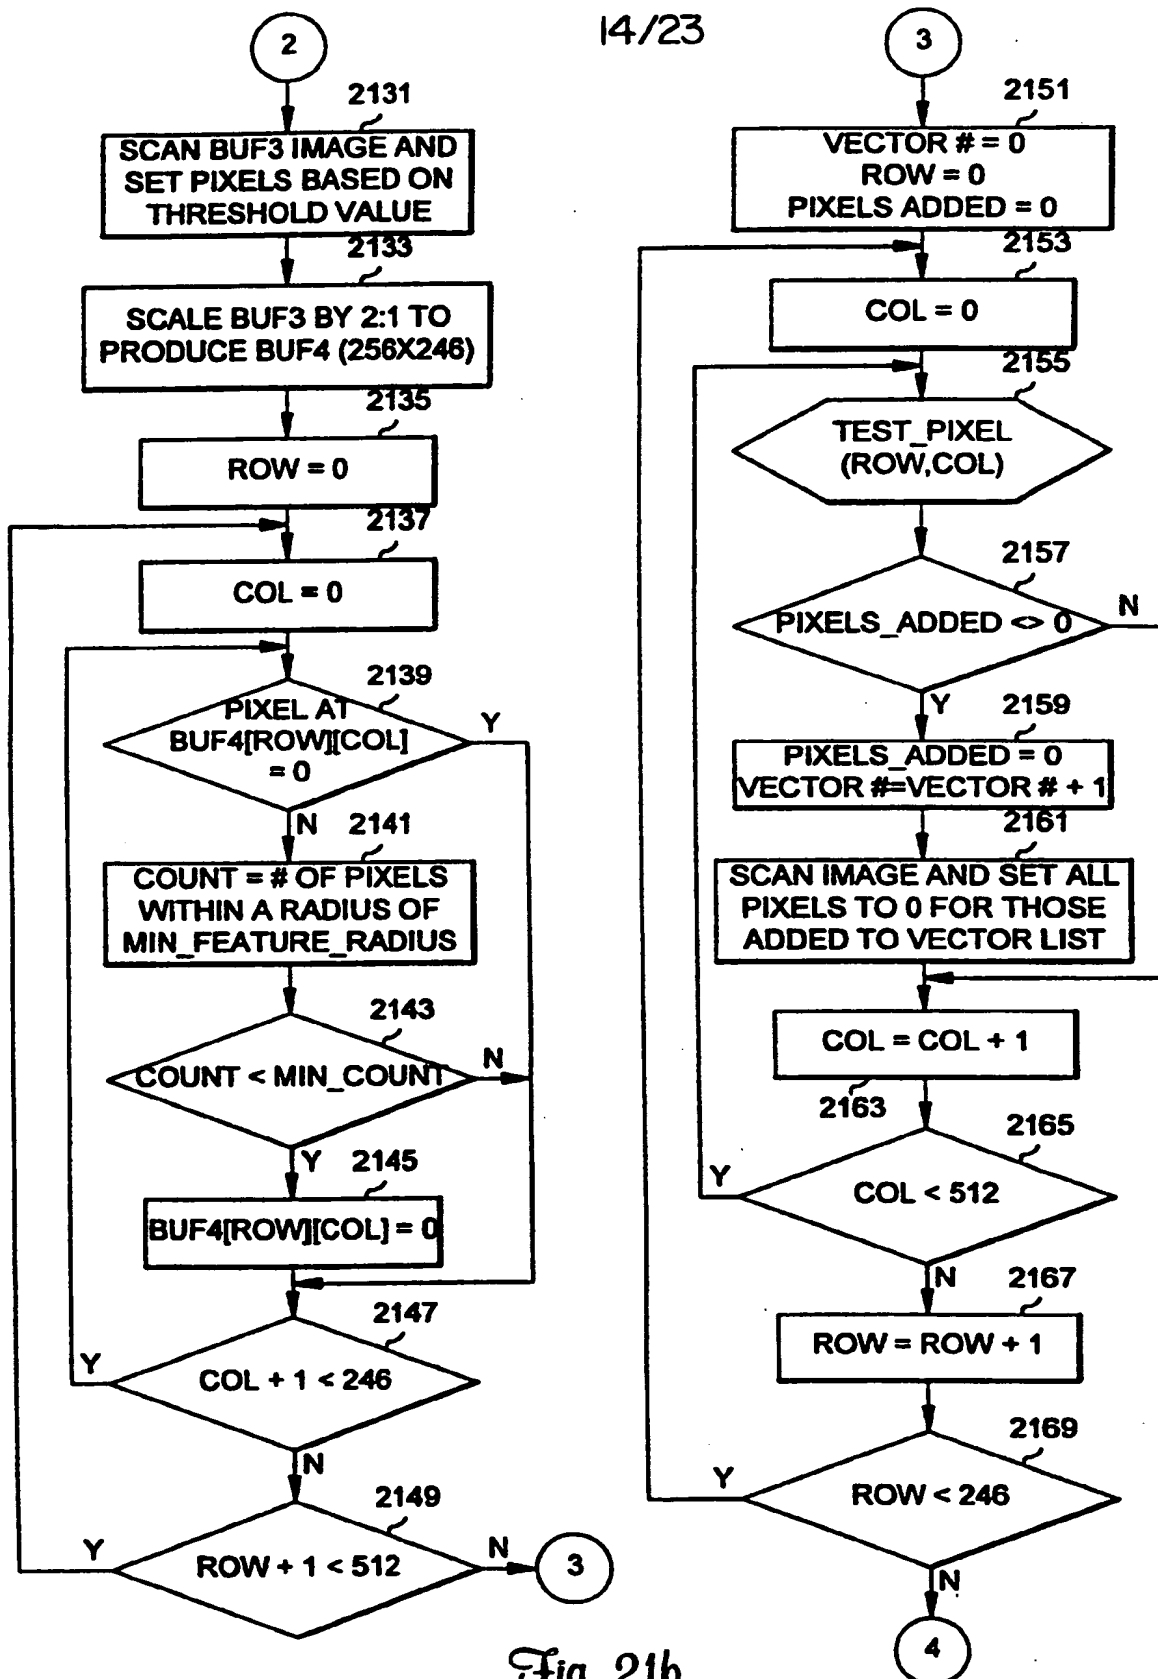 14/23
2
2131
SCAN BUF3 IMAGE AND
SET PIXELS BASED ON
THRESHOLD VALUE
2133
SCALE BUF3 BY 2:1 TO
PRODUCE BUF4 (256X246)
2135
ROW = 0
2137
COL = 0
2139
PIXEL AT
BUF4[ROW][COL]
= 0
Y
N
2141
COUNT = # OF PIXELS
WITHIN A RADIUS OF
MIN_FEATURE_RADIUS
2143
COUNT < MIN_COUNT
N
Y
2145
BUF4[ROW][COL] = 0
2147
COL + 1 < 246
Y
N
2149
ROW + 1 < 512
Y
N
3
3
2151
VECTOR # = 0
ROW = 0
PIXELS ADDED = 0
2153
COL = 0
2155
TEST_PIXEL
(ROW,COL)
2157
PIXELS_ADDED <> 0
N
Y
2159
PIXELS_ADDED = 0
VECTOR #=VECTOR # + 1
2161
SCAN IMAGE AND SET ALL
PIXELS TO 0 FOR THOSE
ADDED TO VECTOR LIST
COL = COL + 1
2163
2165
COL < 512
Y
N
2167
ROW = ROW + 1
2169
ROW < 246
Y
N
4
Fig. 21b